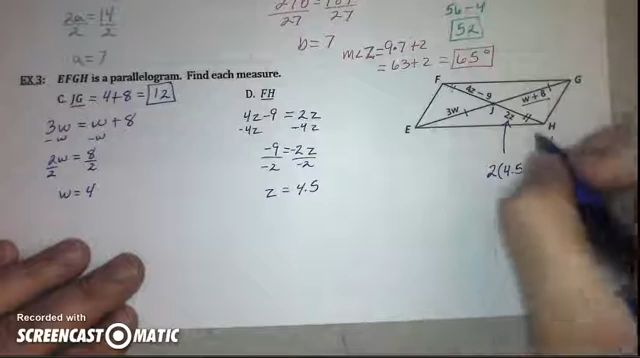 2a = 14
2 2
a = 7
27b = 189
27 27
b = 7
m∠Z = 9·7+2
= 63+2 = 65°
56-4
52
EX 3: EFGH is a parallelogram. Find each measure.
C. JG = 4+8 = 12
3w = w + 8
-w -w
2w = 8
2 2
w = 4
D. FH
4z-9 = 2z
-4z -4z
-9 = -2z
-2 -2
z = 4.5
F G
4z - 9 w + 8
3w J 2z
E H
2(4.5
Recorded with
SCREENCAST O MATIC